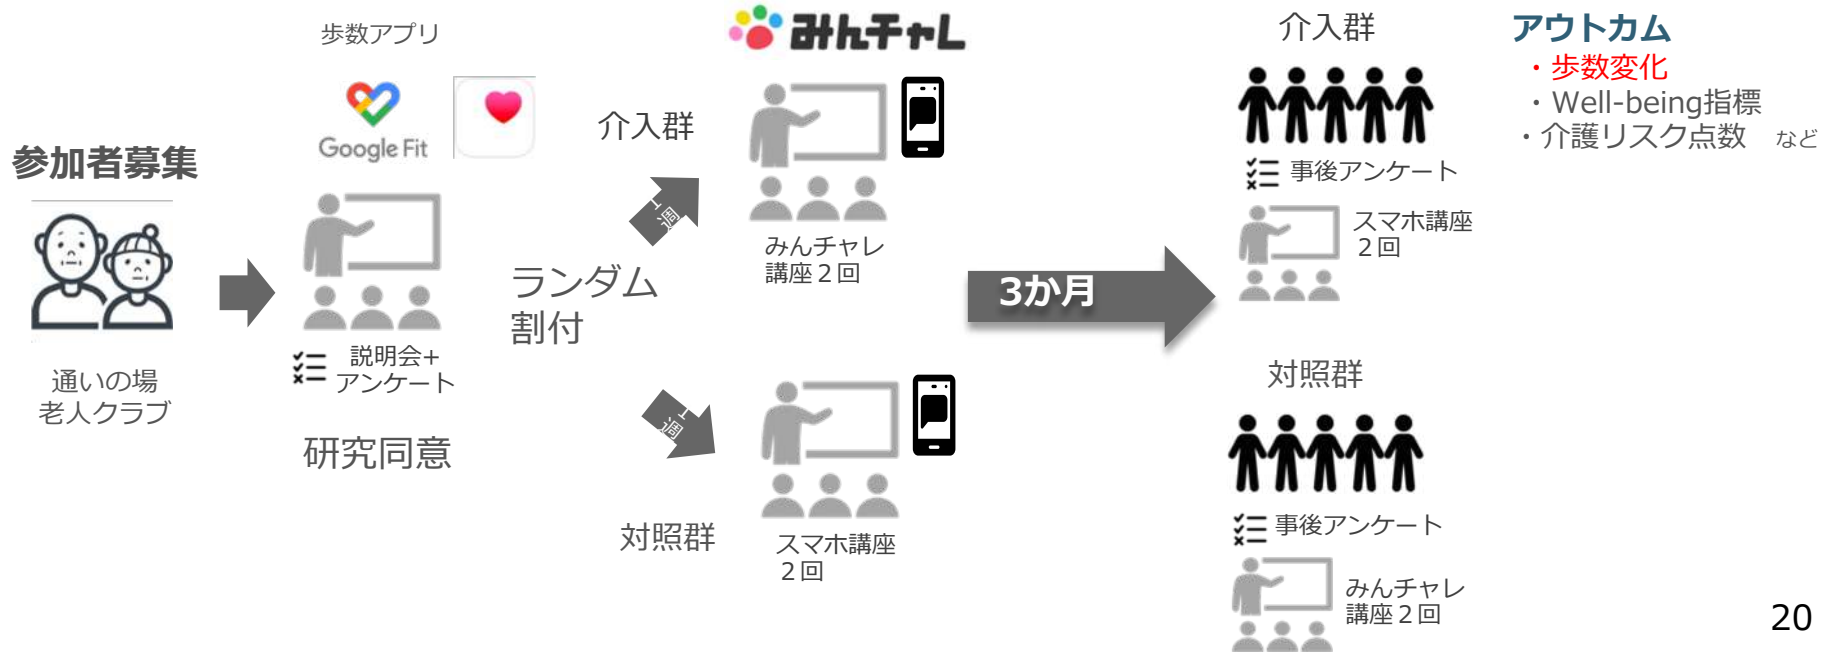 参加者募集
通いの場
老人クラブ
歩数アプリ
Google Fit
説明会+
アンケート
研究同意
ランダム
割付
1
週
1
週
みんチャレ
介入群
みんチャレ
講座２回
対照群
スマホ講座
２回
3か月
介入群
事後アンケート
スマホ講座
２回
対照群
事後アンケート
みんチャレ
講座２回
アウトカム
・歩数変化
・Well-being指標
・介護リスク点数　など
20